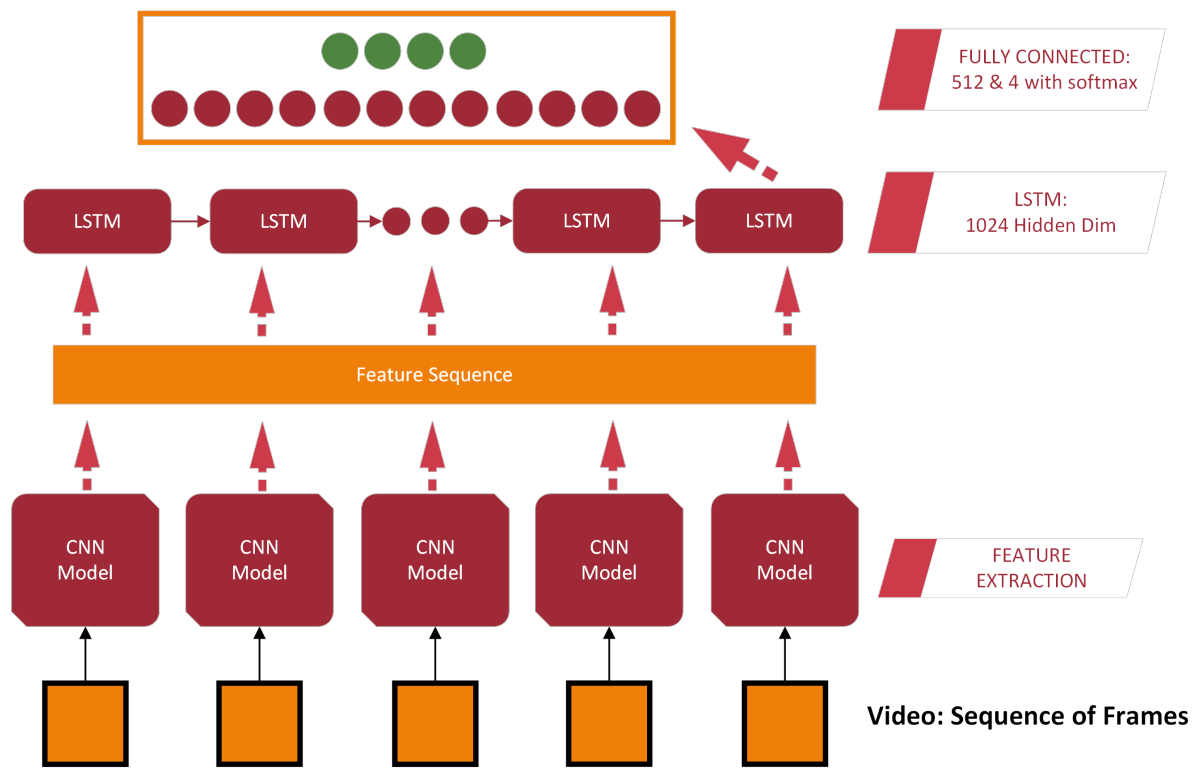 FULLY CONNECTED:
512 & 4 with softmax
LSTM
LSTM
LSTM
LSTM
LSTM:
1024 Hidden Dim
Feature Sequence
CNN
Model
CNN
Model
CNN
Model
CNN
Model
CNN
Model
FEATURE
EXTRACTION
Video: Sequence of Frames